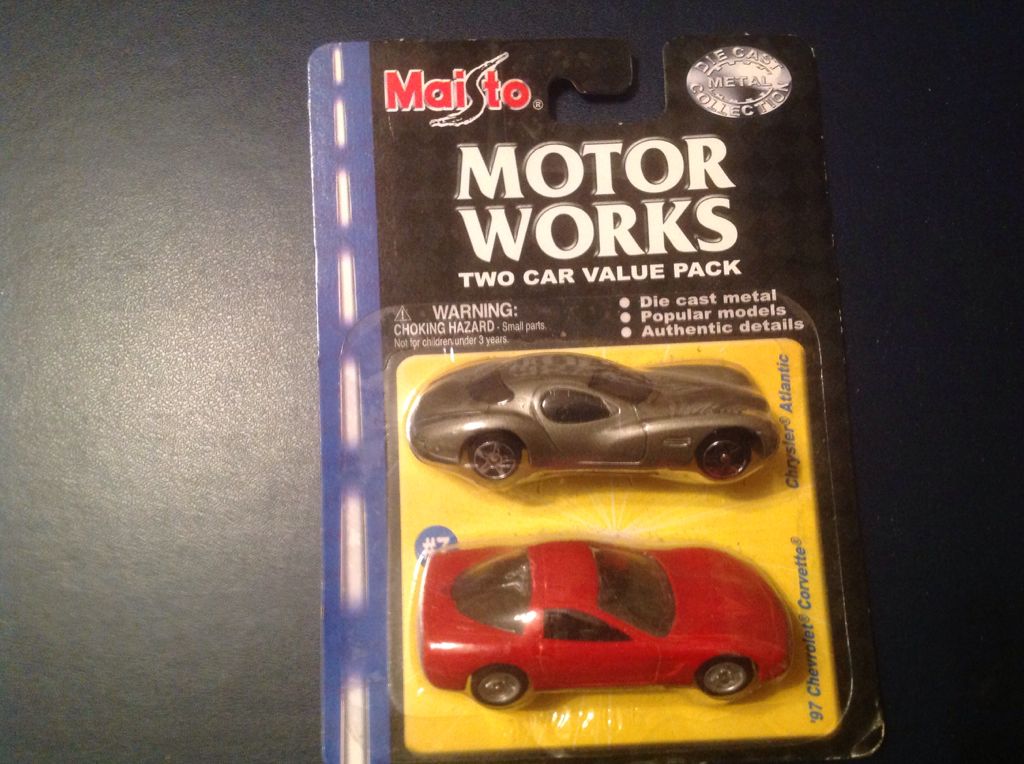 Maisto®
DIE CAST
METAL
COLLECTION
MOTOR
WORKS
TWO CAR VALUE PACK
⚠ WARNING:
CHOKING HAZARD - Small parts.
Not for children under 3 years.
● Die cast metal
● Popular models
● Authentic details
Chrysler® Atlantic
'97 Chevrolet® Corvette®